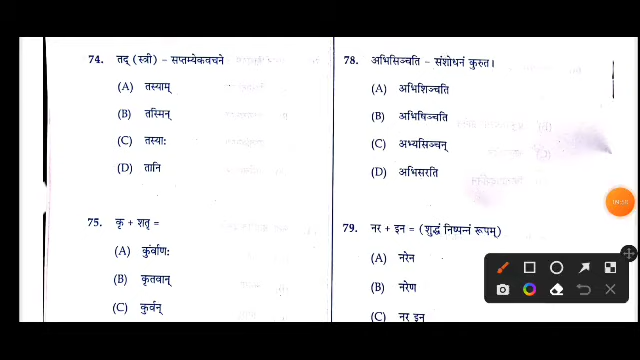 74. तद् (स्त्री) – सप्तम्येकवचने
(A) तस्याम्
(B) तस्मिन्
(C) तस्याः
(D) तानि
75. कृ + शतृ =
(A) कुर्वाणः
(B) कृतवान्
(C) कुर्वन्
78. अभिसिञ्चति – संशोधनं कुरुत।
(A) अभिशिञ्चति
(B) अभिषिञ्चति
(C) अभ्यसिञ्चन्
(D) अभिसरति
79. नर + इन = (शुद्धं निष्पन्नं रूपम्)
(A) नरेन
(B) नरेण
(C) नर इन